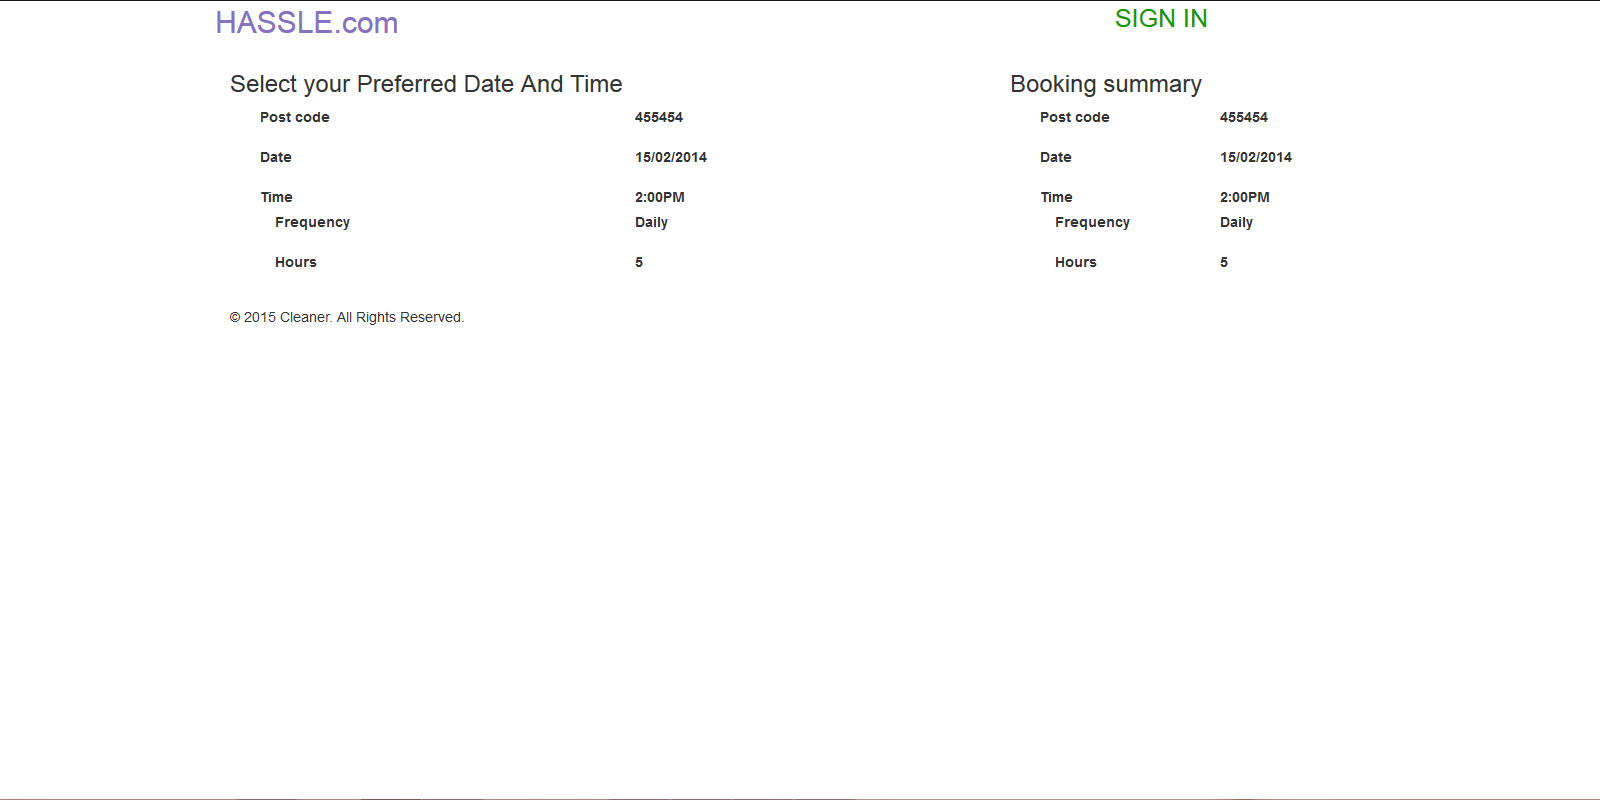 HASSLE.com
SIGN IN
Select your Preferred Date And Time
Post code 455454
Date 15/02/2014
Time 2:00PM
Frequency Daily
Hours 5
Booking summary
Post code 455454
Date 15/02/2014
Time 2:00PM
Frequency Daily
Hours 5
© 2015 Cleaner. All Rights Reserved.